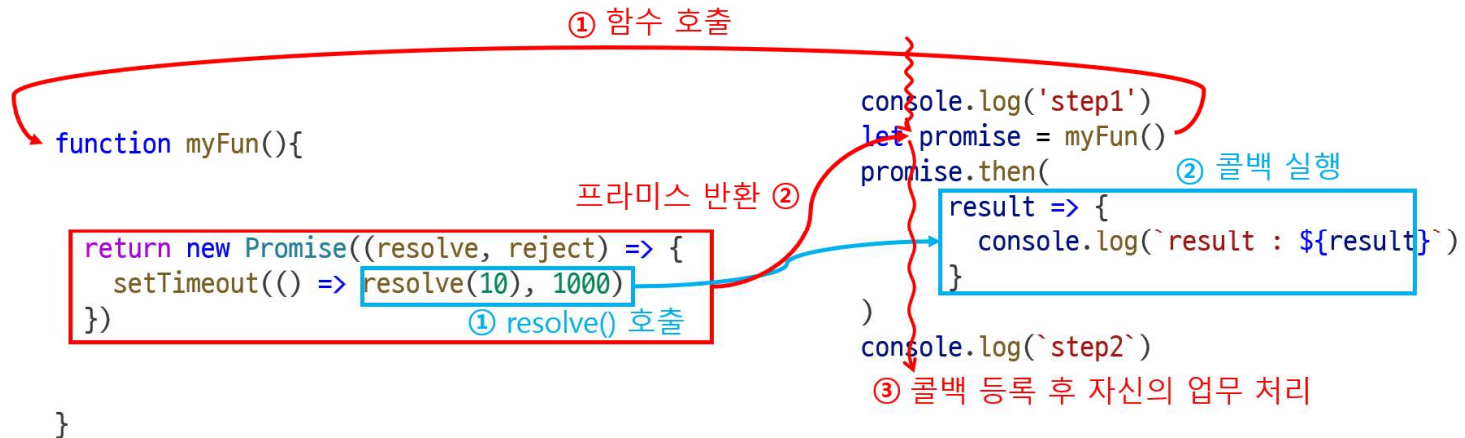 ① 함수 호출
function myFun(){
프라미스 반환 ②
return new Promise((resolve, reject) => {
setTimeout(() => resolve(10), 1000)
})
① resolve() 호출
}
console.log('step1')
let promise = myFun()
promise.then(
② 콜백 실행
result => {
console.log(`result : ${result}`)
}
)
console.log(`step2`)
③ 콜백 등록 후 자신의 업무 처리